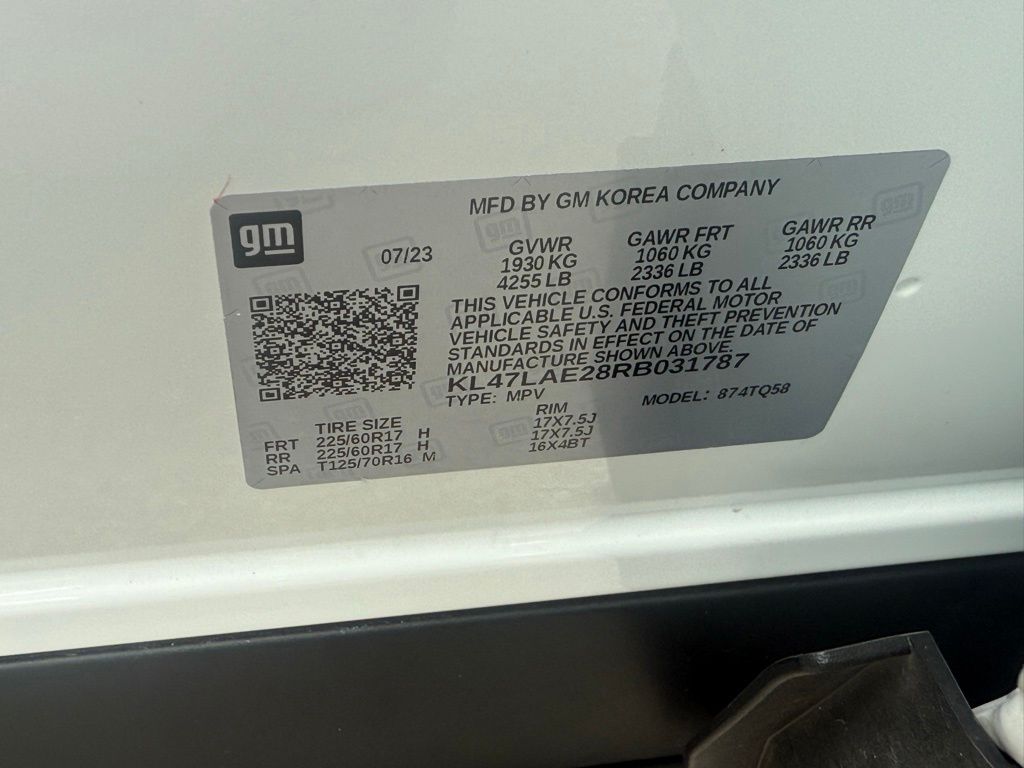 MFD BY GM KOREA COMPANY
gm
07/23
GVWR GAWR FRT GAWR RR
1930 KG 1060 KG 1060 KG
4255 LB 2336 LB 2336 LB
THIS VEHICLE CONFORMS TO ALL
APPLICABLE U.S. FEDERAL MOTOR
VEHICLE SAFETY AND THEFT PREVENTION
STANDARDS IN EFFECT ON THE DATE OF
MANUFACTURE SHOWN ABOVE.
KL47LAE28RB031787
TYPE: MPV MODEL: 874TQ58
TIRE SIZE RIM
FRT 225/60R17 H 17X7.5J
RR 225/60R17 H 17X7.5J
SPA T125/70R16 M 16X4BT